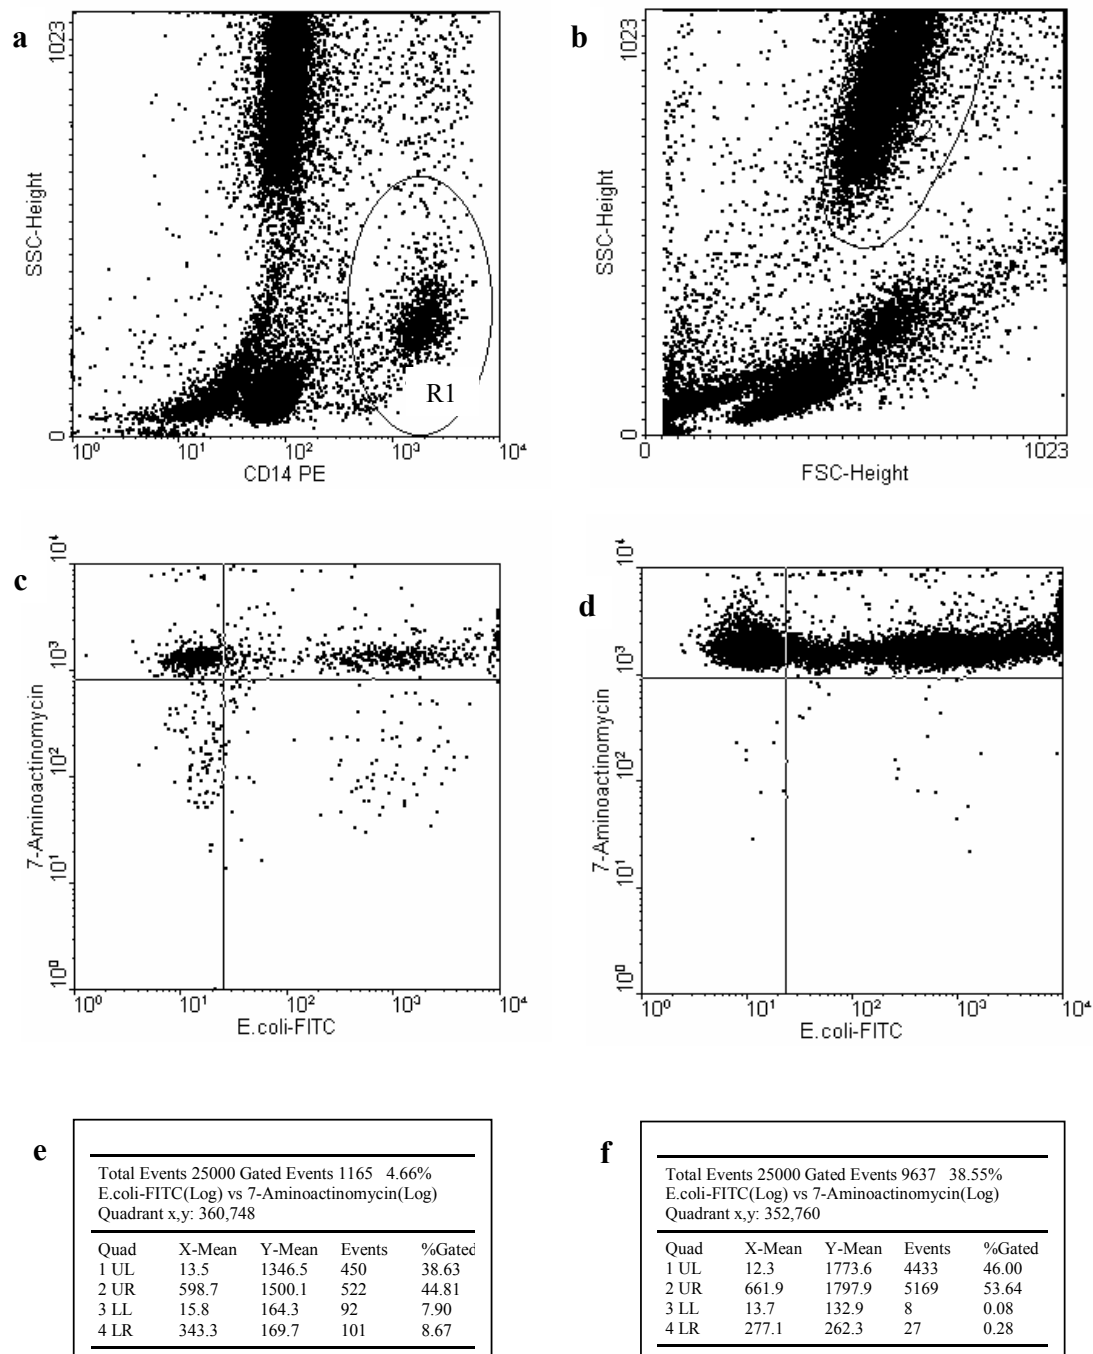 a
1023
SSC-Height
0
R1
10⁰ 10¹ 10² 10³ 10⁴
CD14 PE
b
1023
SSC-Height
0
0 1023
FSC-Height
c
10⁴
10³
10²
10¹
10⁰
7-Aminoactinomycin
10⁰ 10¹ 10² 10³ 10⁴
E.coli-FITC
d
10⁴
10³
10²
10¹
10⁰
7-Aminoactinomycin
10⁰ 10¹ 10² 10³ 10⁴
E.coli-FITC
e
Total Events 25000 Gated Events 1165 4.66%
E.coli-FITC(Log) vs 7-Aminoactinomycin(Log)
Quadrant x,y: 360,748
Quad X-Mean Y-Mean Events %Gated
1 UL 13.5 1346.5 450 38.63
2 UR 598.7 1500.1 522 44.81
3 LL 15.8 164.3 92 7.90
4 LR 343.3 169.7 101 8.67
f
Total Events 25000 Gated Events 9637 38.55%
E.coli-FITC(Log) vs 7-Aminoactinomycin(Log)
Quadrant x,y: 352,760
Quad X-Mean Y-Mean Events %Gated
1 UL 12.3 1773.6 4433 46.00
2 UR 661.9 1797.9 5169 53.64
3 LL 13.7 132.9 8 0.08
4 LR 277.1 262.3 27 0.28